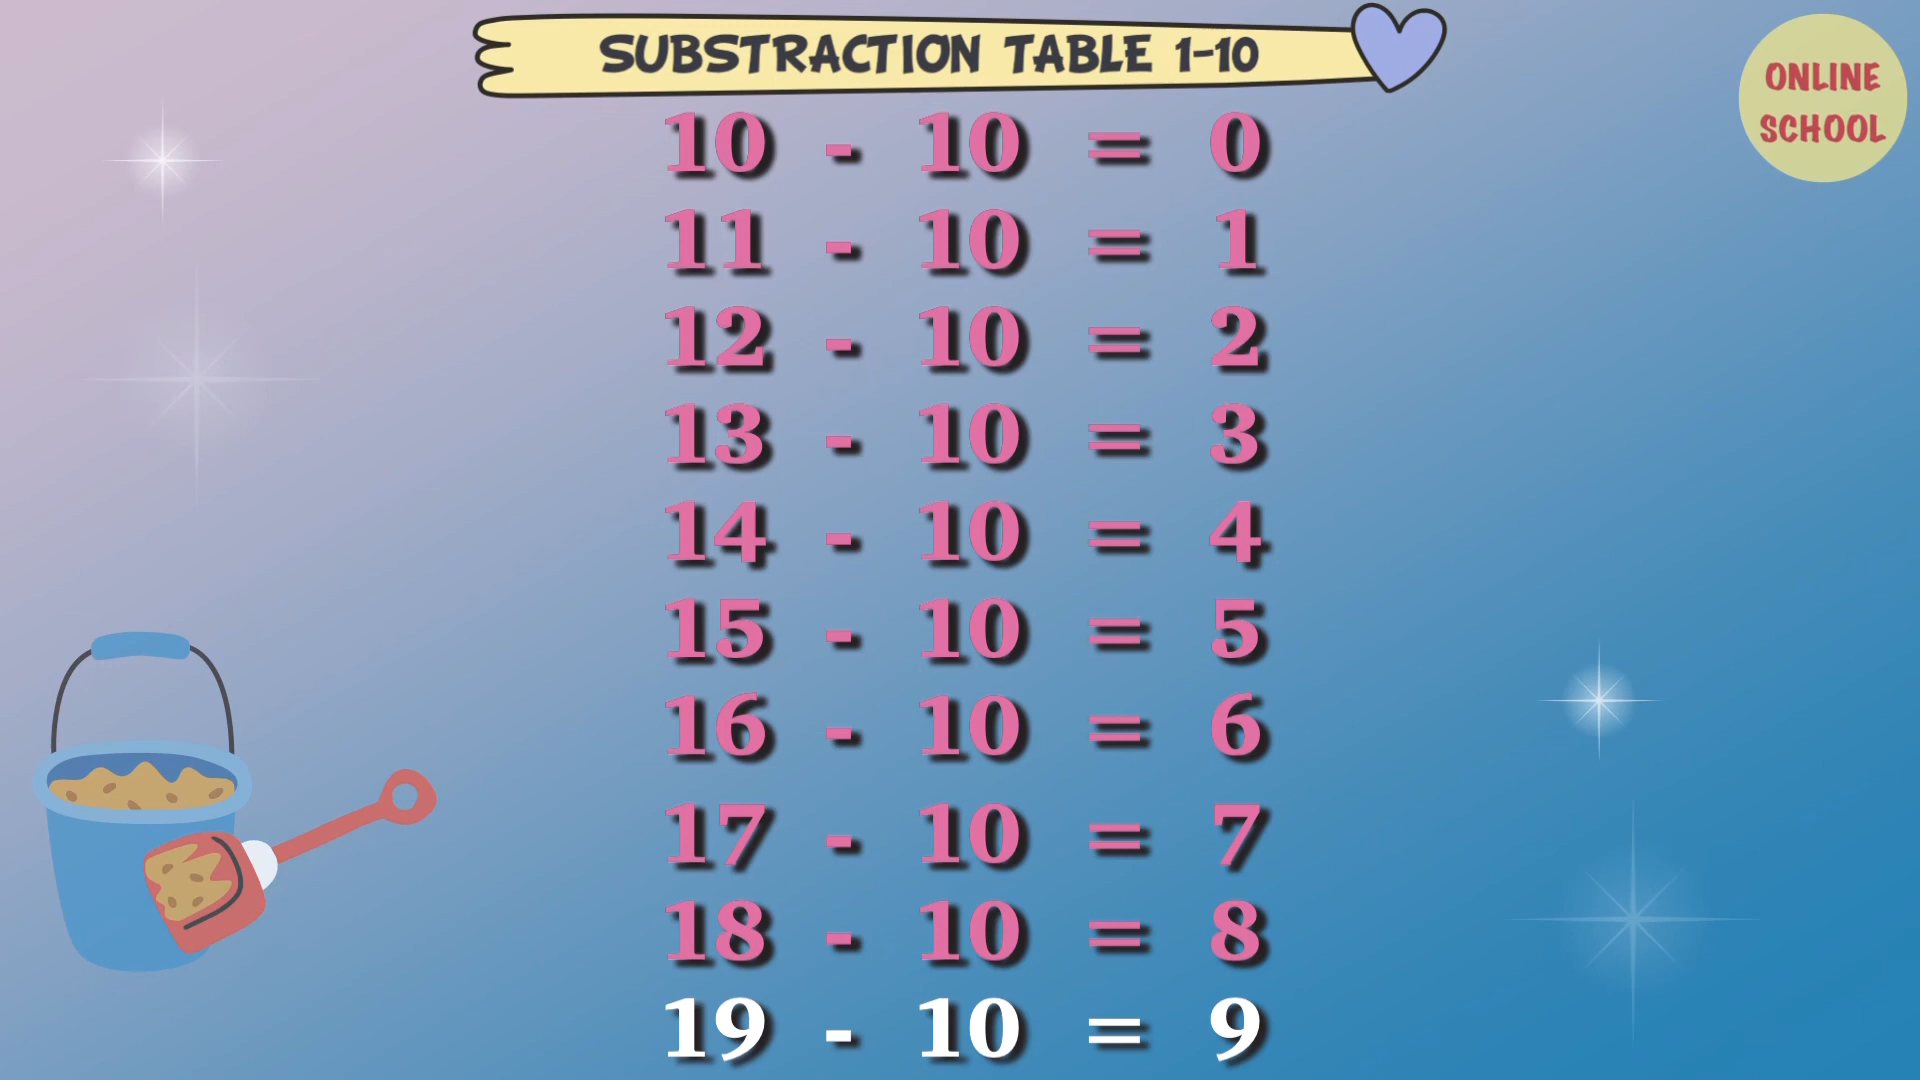 SUBSTRACTION TABLE 1-10
ONLINE
SCHOOL
10 - 10 = 0
11 - 10 = 1
12 - 10 = 2
13 - 10 = 3
14 - 10 = 4
15 - 10 = 5
16 - 10 = 6
17 - 10 = 7
18 - 10 = 8
19 - 10 = 9